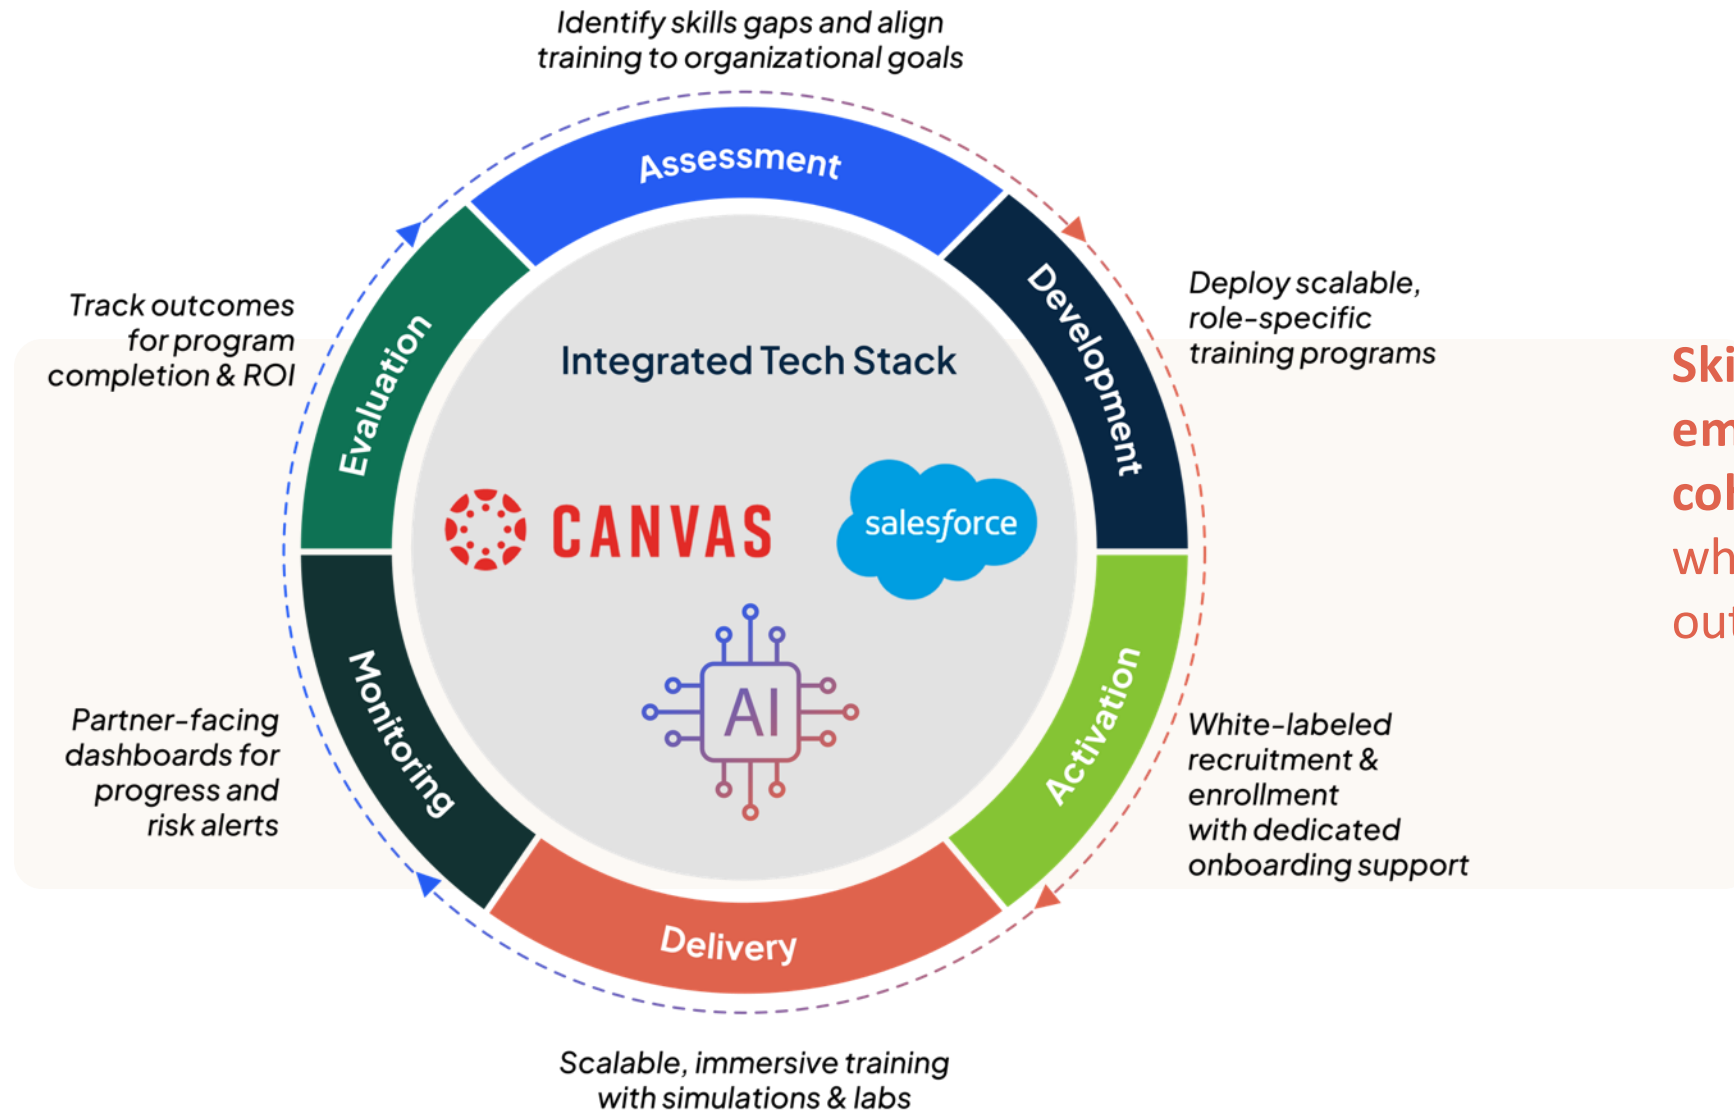 Identify skills gaps and align
training to organizational goals
Assessment
Development
Deploy scalable,
role-specific
training programs
Activation
White-labeled
recruitment &
enrollment
with dedicated
onboarding support
Delivery
Scalable, immersive training
with simulations & labs
Monitoring
Partner-facing
dashboards for
progress and
risk alerts
Evaluation
Track outcomes
for program
completion & ROI
Integrated Tech Stack
CANVAS
salesforce
AI